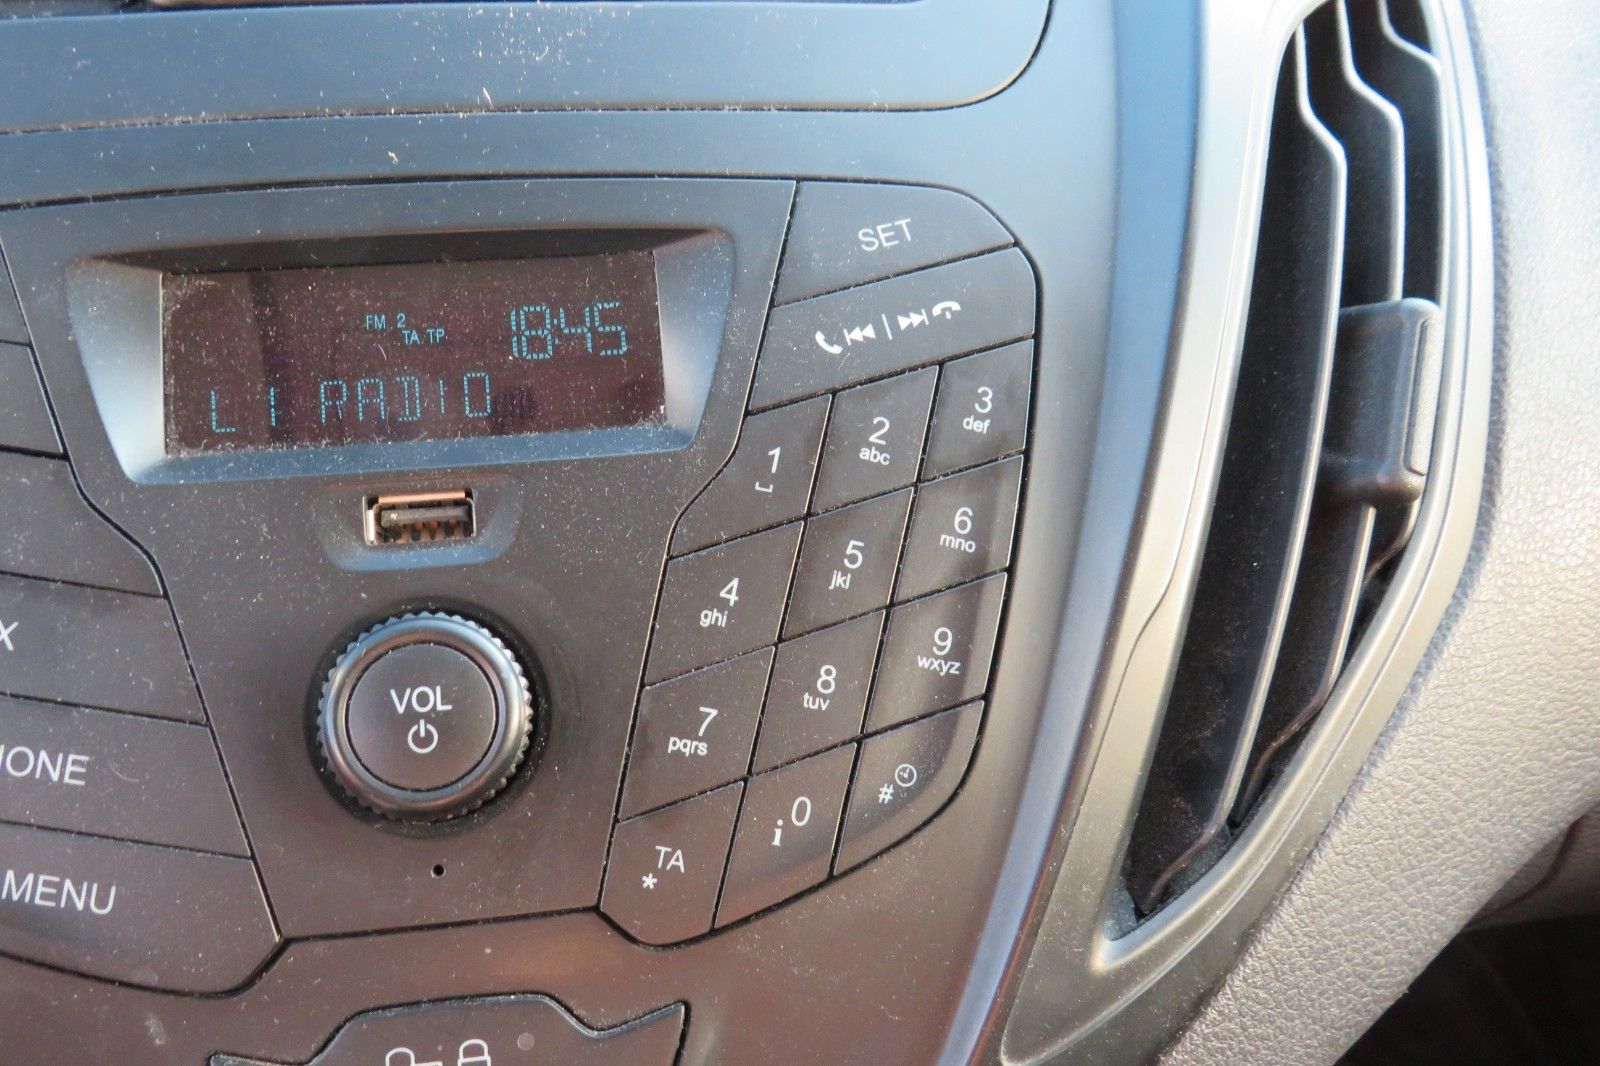 FM 2
TA TP
18:45
L I RADIO
SET
1
2
abc
3
def
4
ghi
5
jkl
6
mno
7
pqrs
8
tuv
9
wxyz
TA
*
i 0
#
VOL
X
HONE
MENU